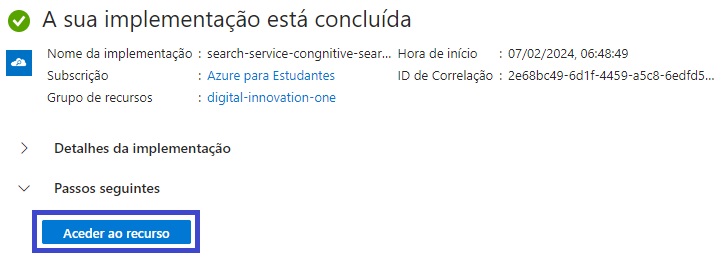 A sua implementação está concluída
Nome da implementação : search-service-congnitive-sear... Hora de início : 07/02/2024, 06:48:49
Subscrição : Azure para Estudantes ID de Correlação : 2e68bc49-6d1f-4459-a5c8-6edfd5...
Grupo de recursos : digital-innovation-one
Detalhes da implementação
Passos seguintes
Aceder ao recurso